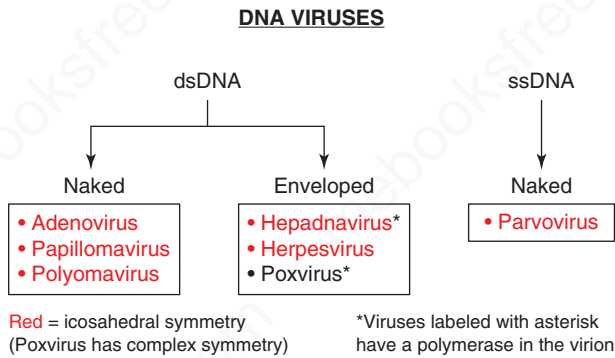 DNA VIRUSES
dsDNA
ssDNA
Naked
Enveloped
Naked
• Adenovirus
• Papillomavirus
• Polyomavirus
• Hepadnavirus*
• Herpesvirus
• Poxvirus*
• Parvovirus
Red = icosahedral symmetry
(Poxvirus has complex symmetry)
*Viruses labeled with asterisk
have a polymerase in the virion